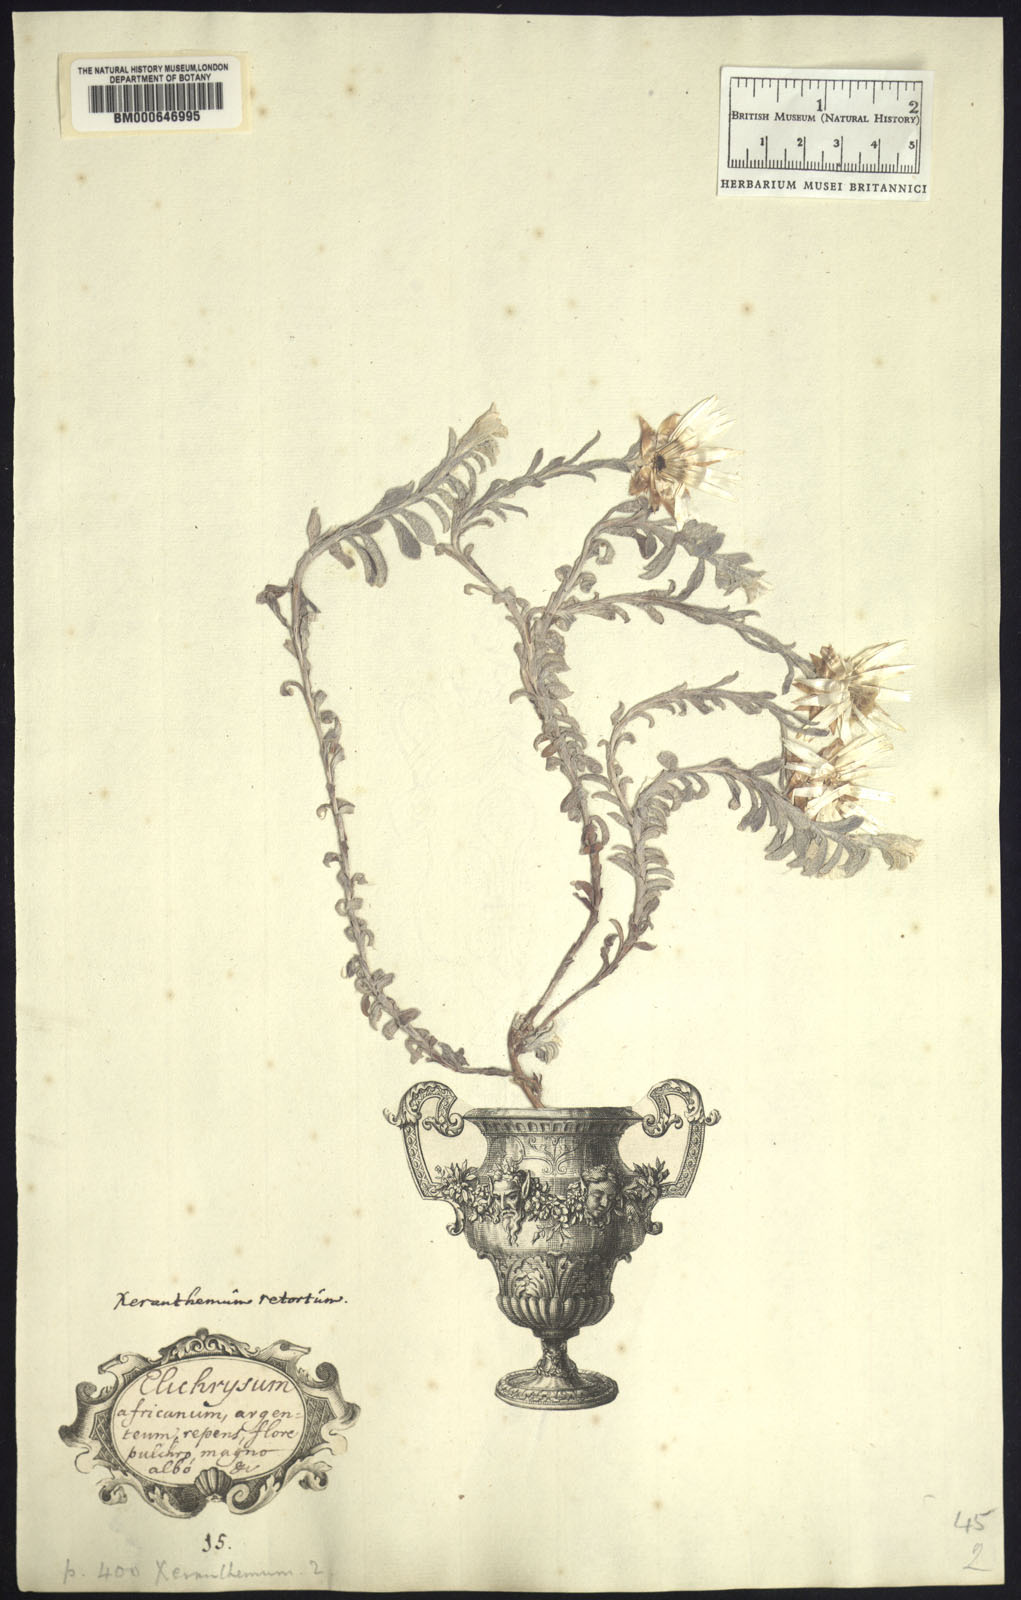 THE NATURAL HISTORY MUSEUM, LONDON
DEPARTMENT OF BOTANY
BM000646995
1 2
BRITISH MUSEUM (NATURAL HISTORY)
1 2 3 4 5
HERBARIUM MUSEI BRITANNICI
Xeranthemum retortum.
Elichrysum
africanum, argen=
teum, repens, flore
pulchro, magno
albo &c
35.
p. 400 Xeranthemum 2.
45
2